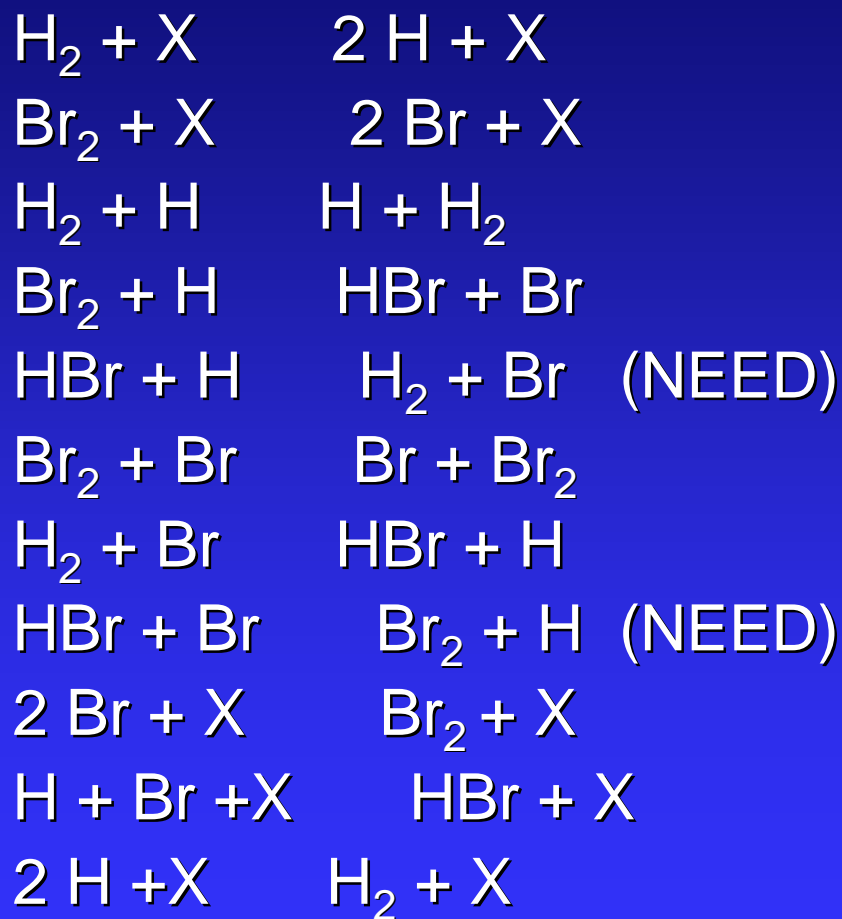 H₂ + X 2 H + X
Br₂ + X 2 Br + X
H₂ + H H + H₂
Br₂ + H HBr + Br
HBr + H H₂ + Br (NEED)
Br₂ + Br Br + Br₂
H₂ + Br HBr + H
HBr + Br Br₂ + H (NEED)
2 Br + X Br₂ + X
H + Br +X HBr + X
2 H +X H₂ + X